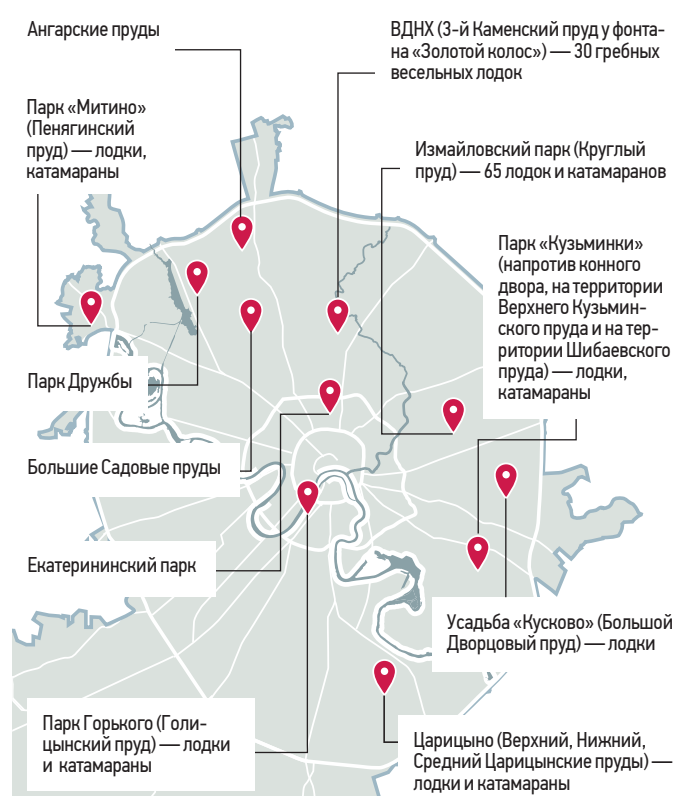 Ангарские пруды
ВДНХ (3-й Каменский пруд у фонта-
на «Золотой колос») — 30 гребных
весельных лодок
Парк «Митино»
(Пенягинский
пруд) — лодки,
катамараны
Измайловский парк (Круглый
пруд) — 65 лодок и катамаранов
Парк «Кузьминки»
(напротив конного
двора, на территории
Верхнего Кузьмин-
ского пруда и на тер-
ритории Шибаевского
пруда) — лодки,
катамараны
Парк Дружбы
Большие Садовые пруды
Екатерининский парк
Усадьба «Кусково» (Большой
Дворцовый пруд) — лодки
Парк Горького (Голи-
цынский пруд) — лодки
и катамараны
Царицыно (Верхний, Нижний,
Средний Царицынские пруды) —
лодки и катамараны